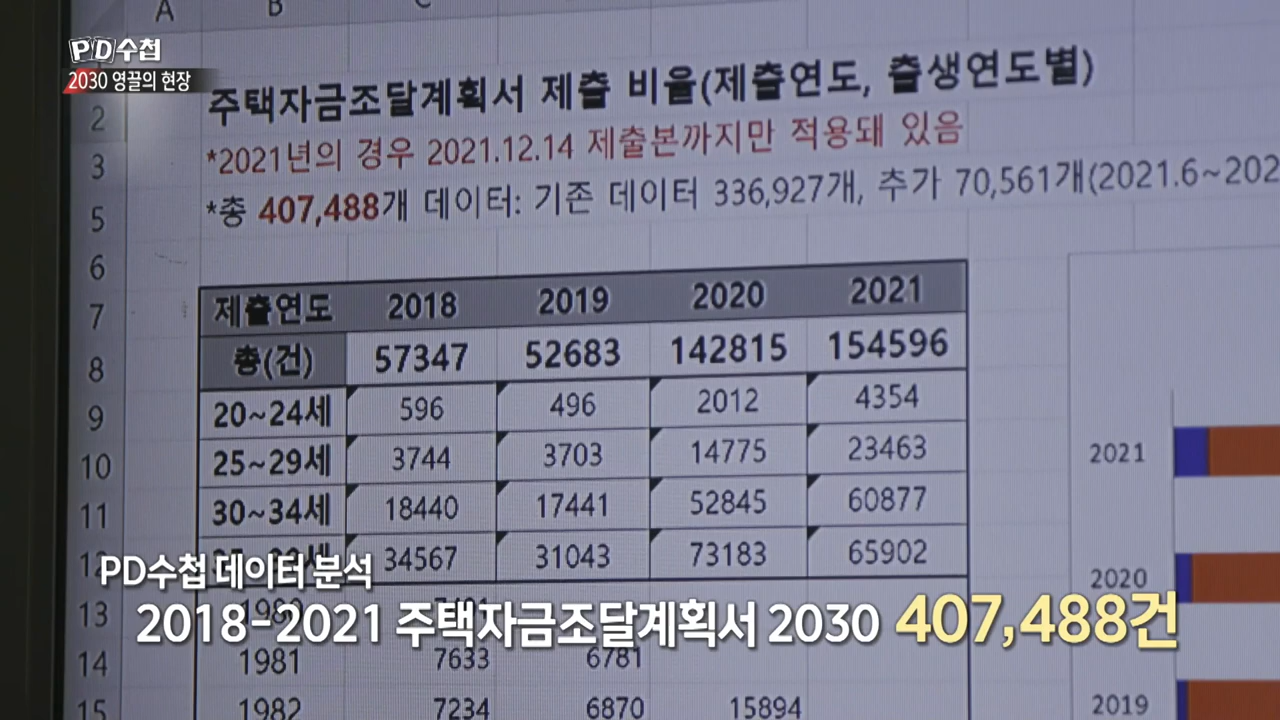 A B C
PD수첩
2030 영끌의 현장
2 주택자금조달계획서 제출 비율(제출연도, 출생연도별)
3 *2021년의 경우 2021.12.14 제출본까지만 적용돼 있음
5 *총 407,488개 데이터: 기존 데이터 336,927개, 추가 70,561개(2021.6~202
6
7 제출연도 2018 2019 2020 2021
8 총(건) 57347 52683 142815 154596
9 20~24세 596 496 2012 4354
10 25~29세 3744 3703 14775 23463
11 30~34세 18440 17441 52845 60877
12 34567 31043 73183 65902
PD수첩 데이터 분석
13 1980
2018-2021 주택자금조달계획서 2030 407,488건
14 1981 7633 6781
15 1982 7234 6870 15894
2021
2020
2019